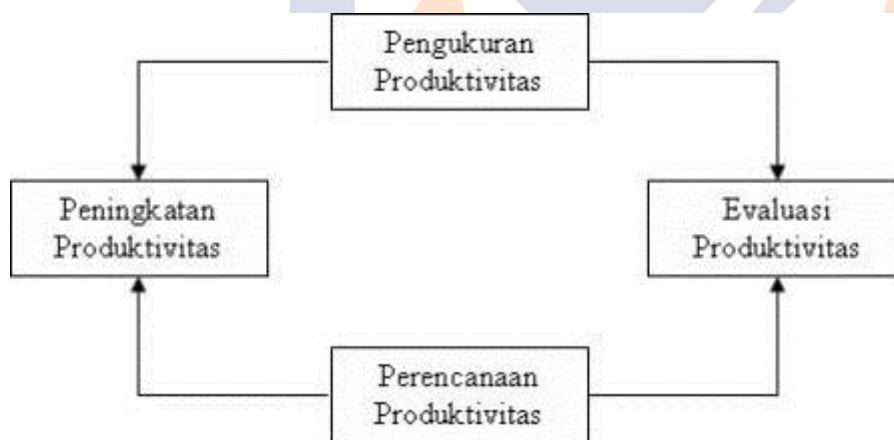 Pengukuran
Produktivitas
Peningkatan
Produktivitas
Evaluasi
Produktivitas
Perencanaan
Produktivitas